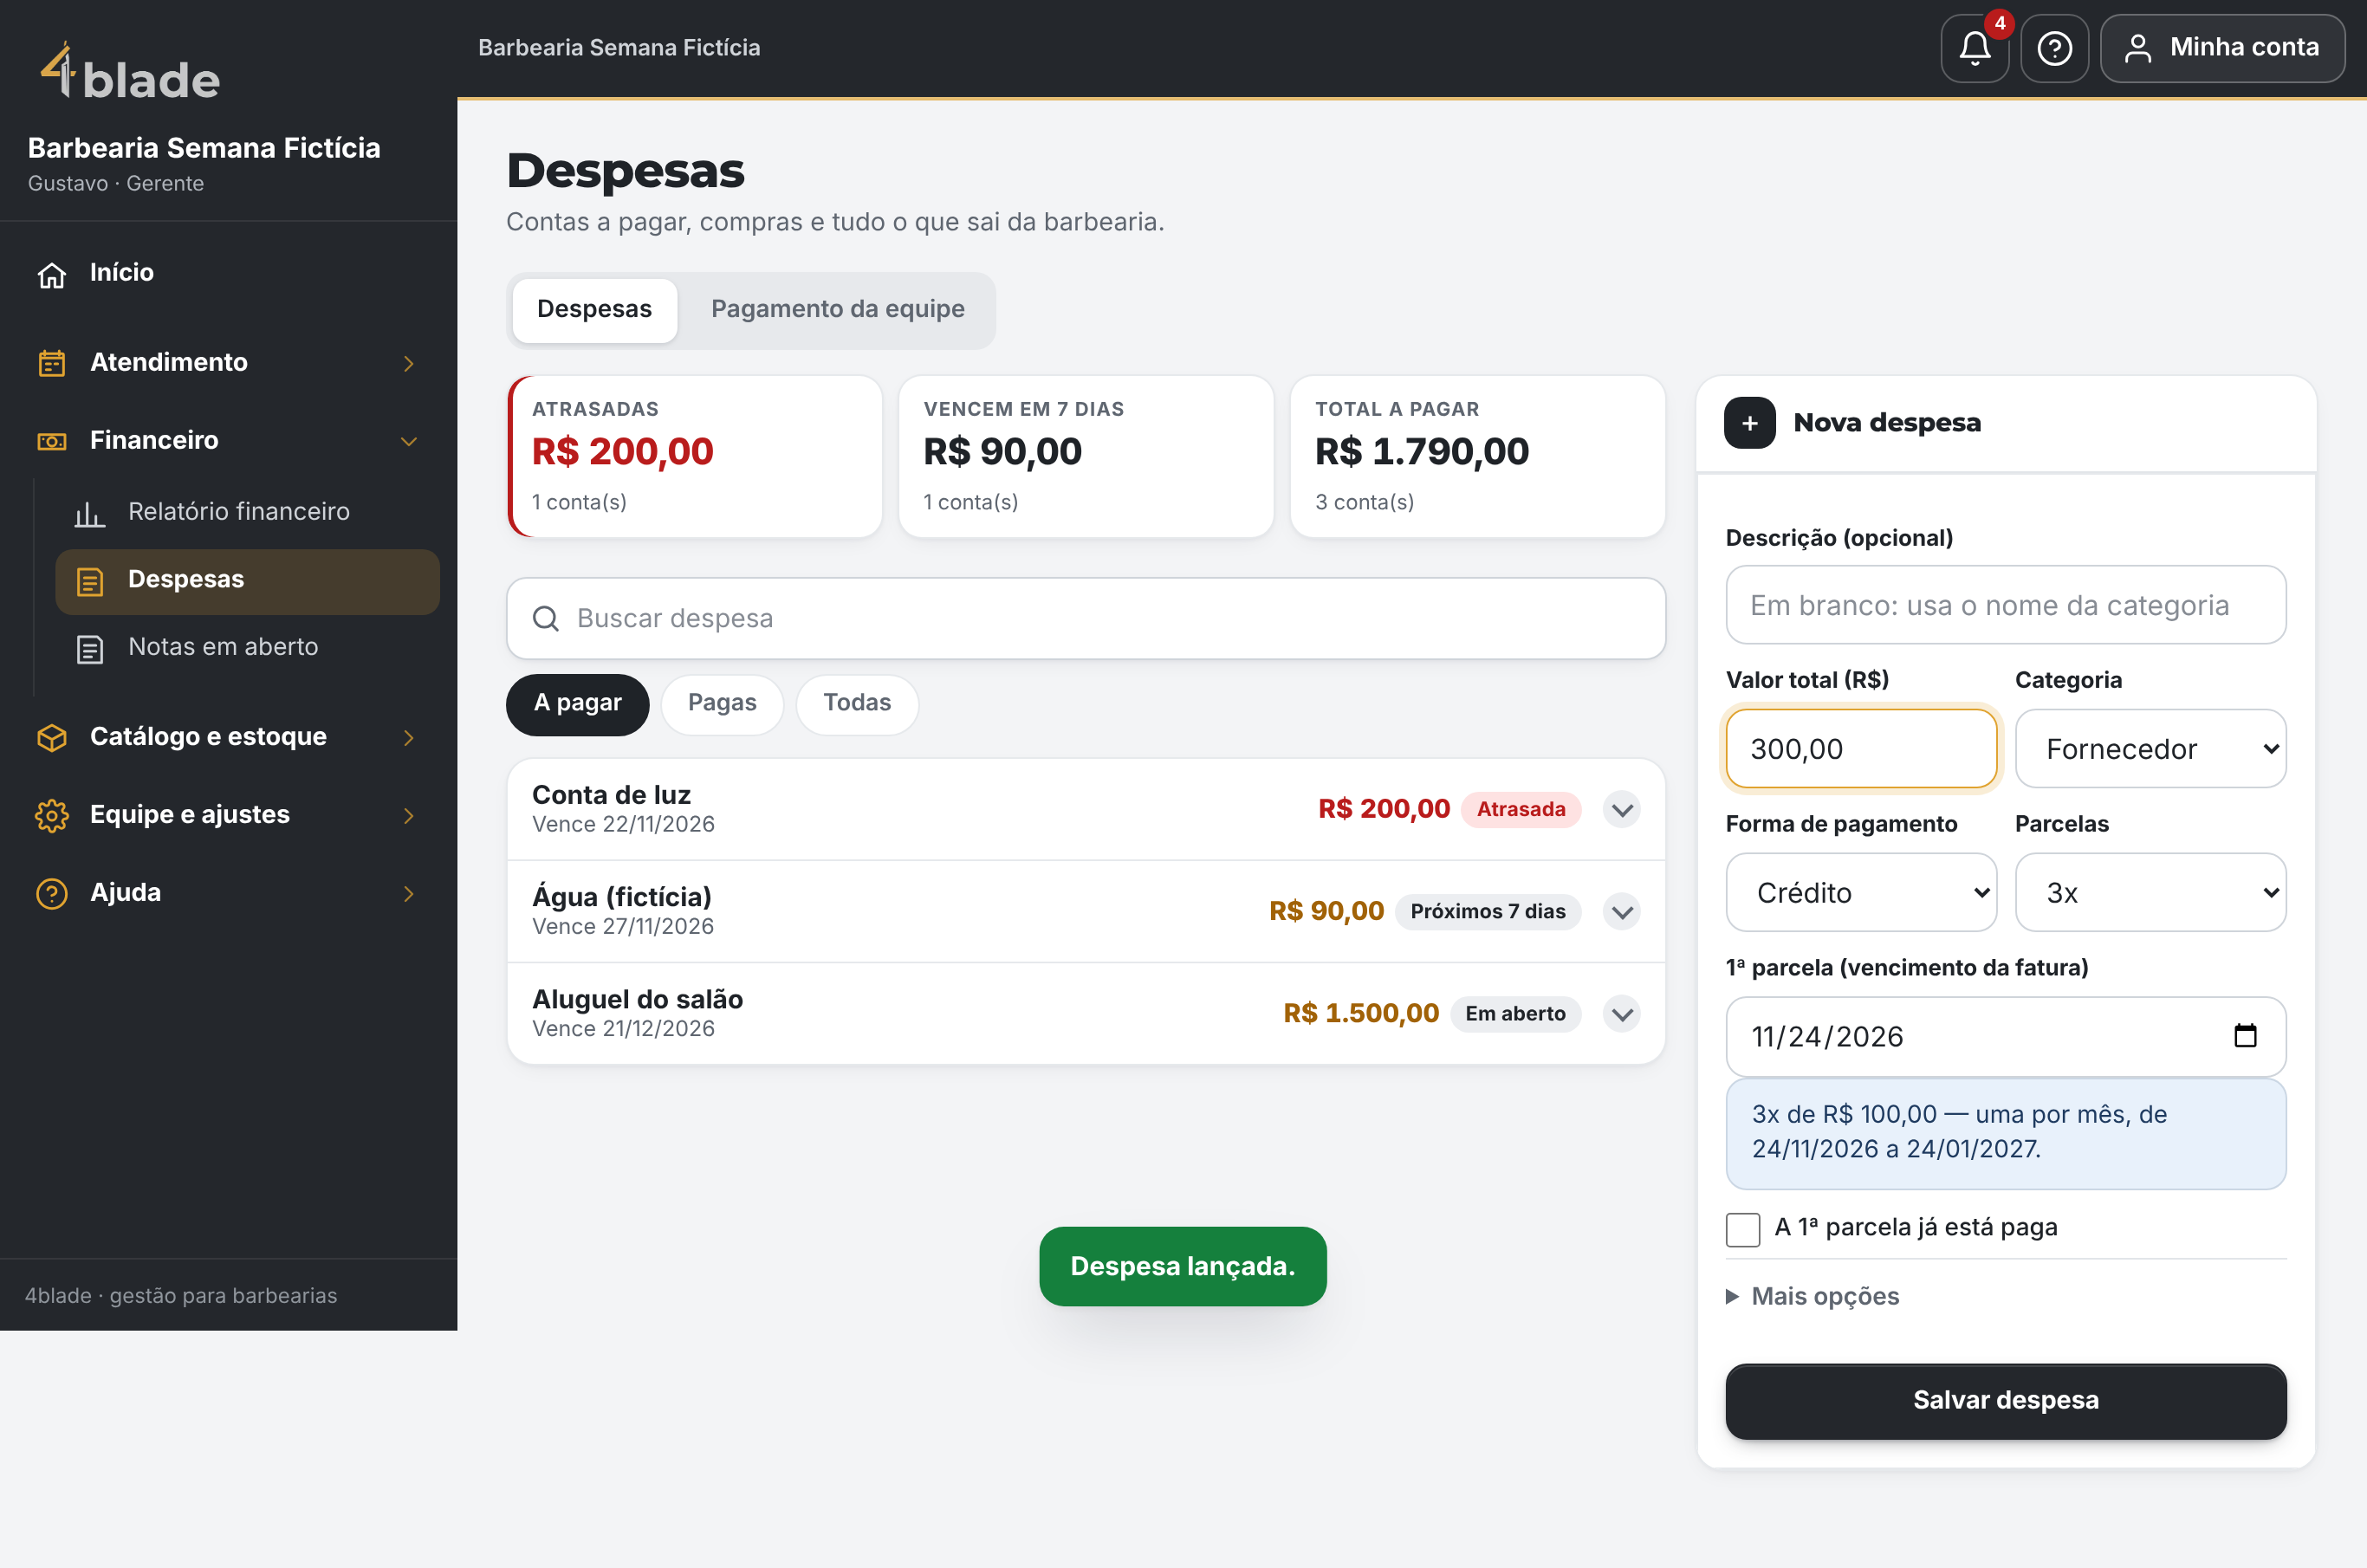 4blade
Barbearia Semana Fictícia
Gustavo · Gerente
Início
Atendimento
Financeiro
Relatório financeiro
Despesas
Notas em aberto
Catálogo e estoque
Equipe e ajustes
Ajuda
4blade · gestão para barbearias
Barbearia Semana Fictícia
4
Minha conta
Despesas
Contas a pagar, compras e tudo o que sai da barbearia.
Despesas
Pagamento da equipe
ATRASADAS
R$ 200,00
1 conta(s)
VENCEM EM 7 DIAS
R$ 90,00
1 conta(s)
TOTAL A PAGAR
R$ 1.790,00
3 conta(s)
Buscar despesa
A pagar
Pagas
Todas
Conta de luz
Vence 22/11/2026
R$ 200,00 Atrasada
Água (fictícia)
Vence 27/11/2026
R$ 90,00 Próximos 7 dias
Aluguel do salão
Vence 21/12/2026
R$ 1.500,00 Em aberto
Despesa lançada.
+ Nova despesa
Descrição (opcional)
Em branco: usa o nome da categoria
Valor total (R$)
300,00
Categoria
Fornecedor
Forma de pagamento
Crédito
Parcelas
3x
1ª parcela (vencimento da fatura)
11/24/2026
3x de R$ 100,00 — uma por mês, de
24/11/2026 a 24/01/2027.
A 1ª parcela já está paga
Mais opções
Salvar despesa